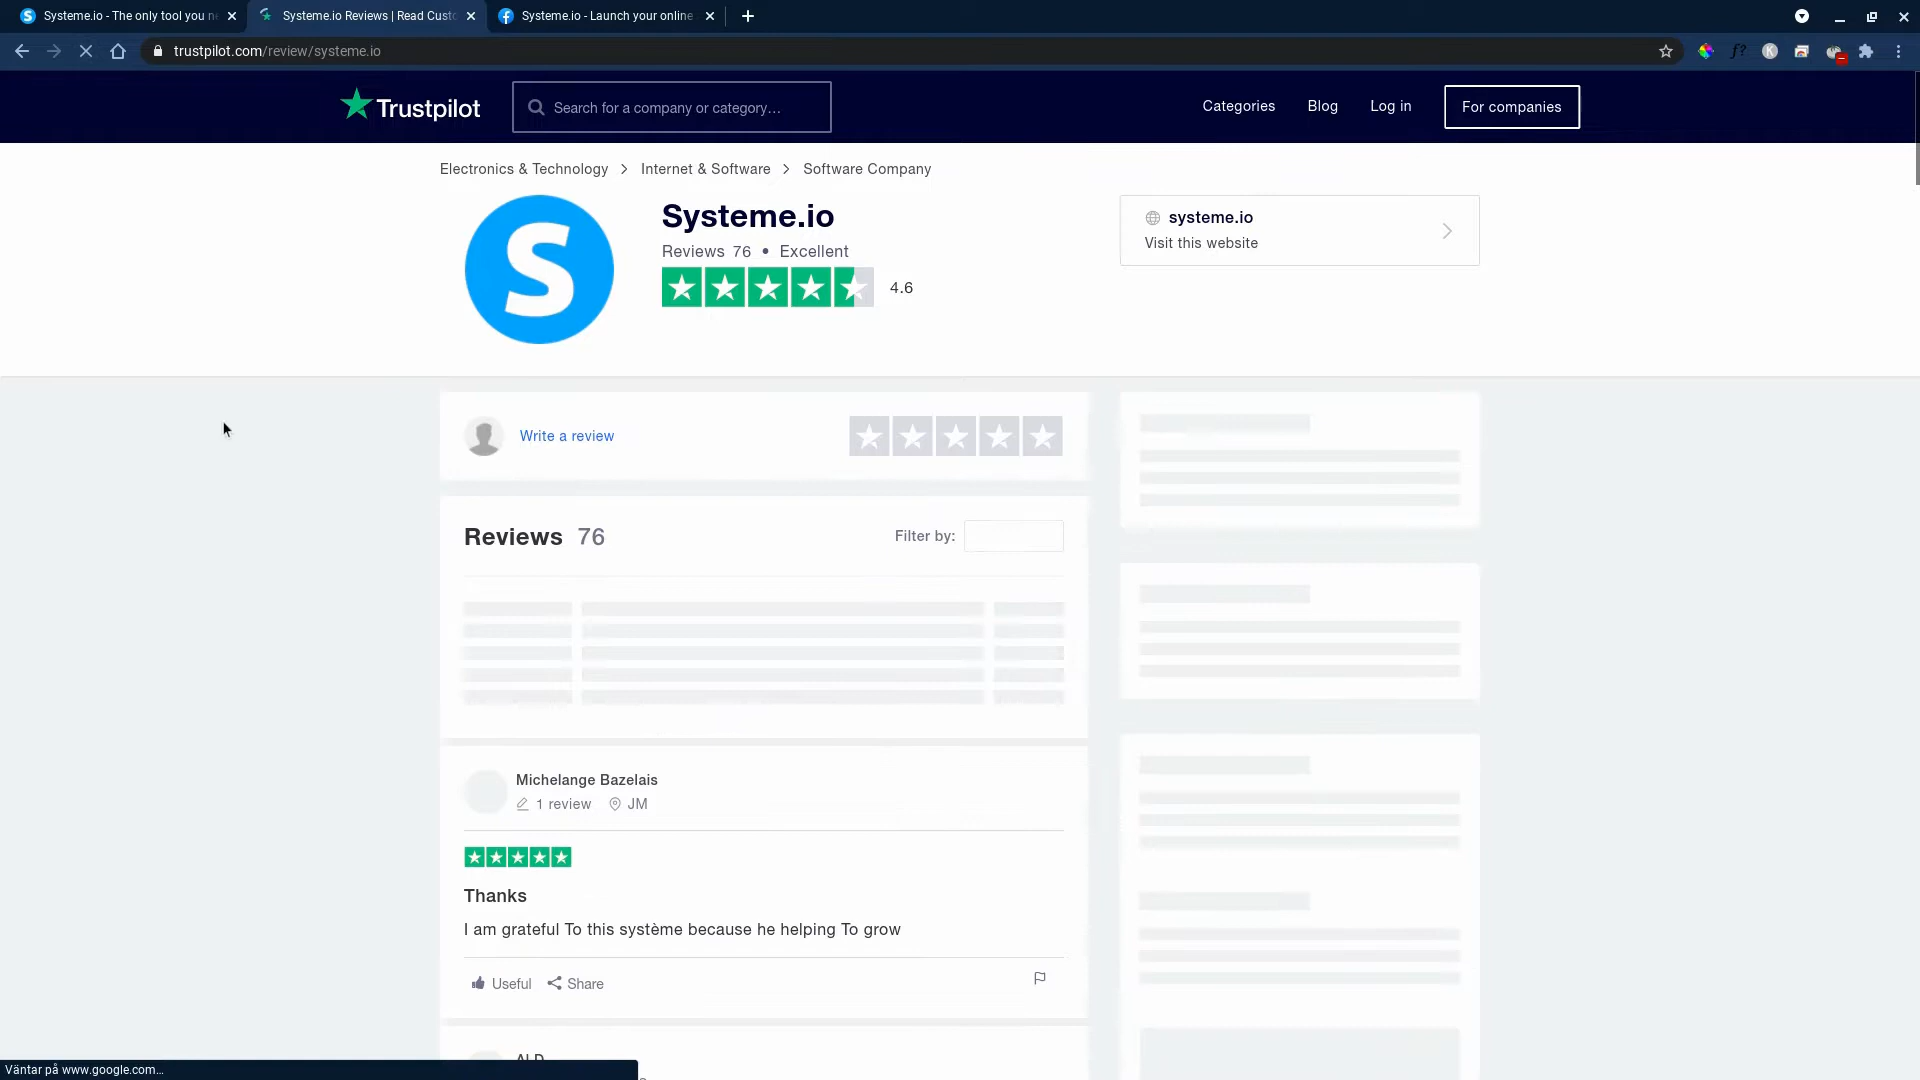 Systeme.io - The only tool you ne
Systeme.io Reviews | Read Custo
Systeme.io - Launch your online
trustpilot.com/review/systeme.io
Trustpilot
Search for a company or category...
Categories
Blog
Log in
For companies
Electronics & Technology > Internet & Software > Software Company
S
Systeme.io
Reviews 76 • Excellent
4.6
systeme.io
Visit this website
Write a review
Reviews 76
Filter by:
Michelange Bazelais
1 review
JM
Thanks
I am grateful To this système because he helping To grow
Useful
Share
Väntar på www.google.com...